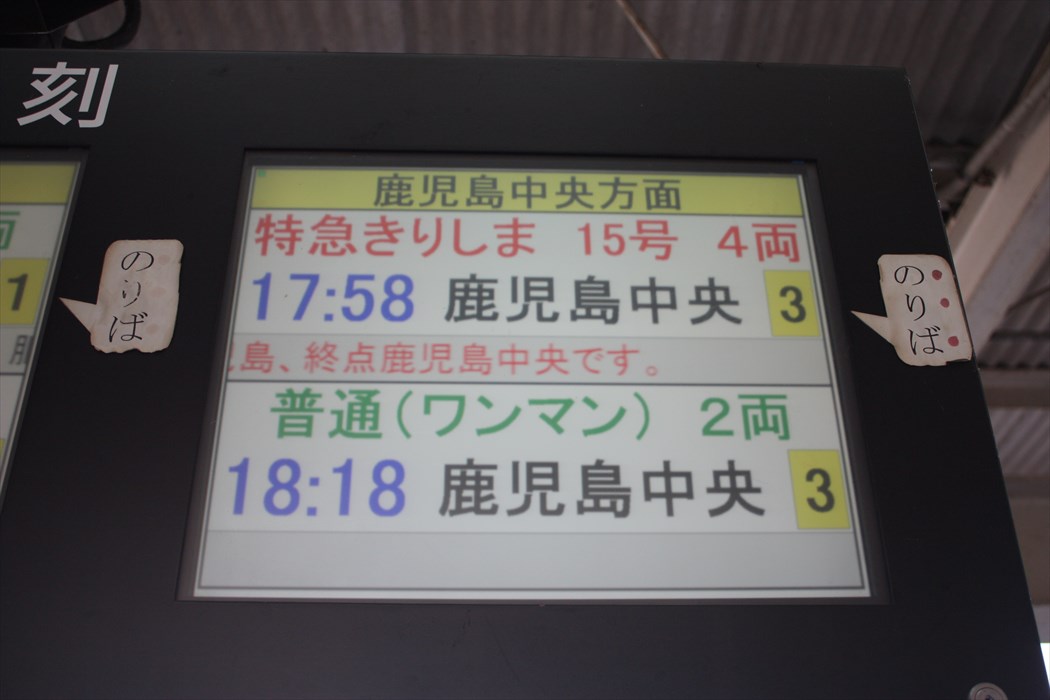 刻
両
1
のりば
鹿児島中央方面
特急きりしま 15号 4両
17:58 鹿児島中央 3
島、終点鹿児島中央です。
普通(ワンマン) 2両
18:18 鹿児島中央 3
のりば